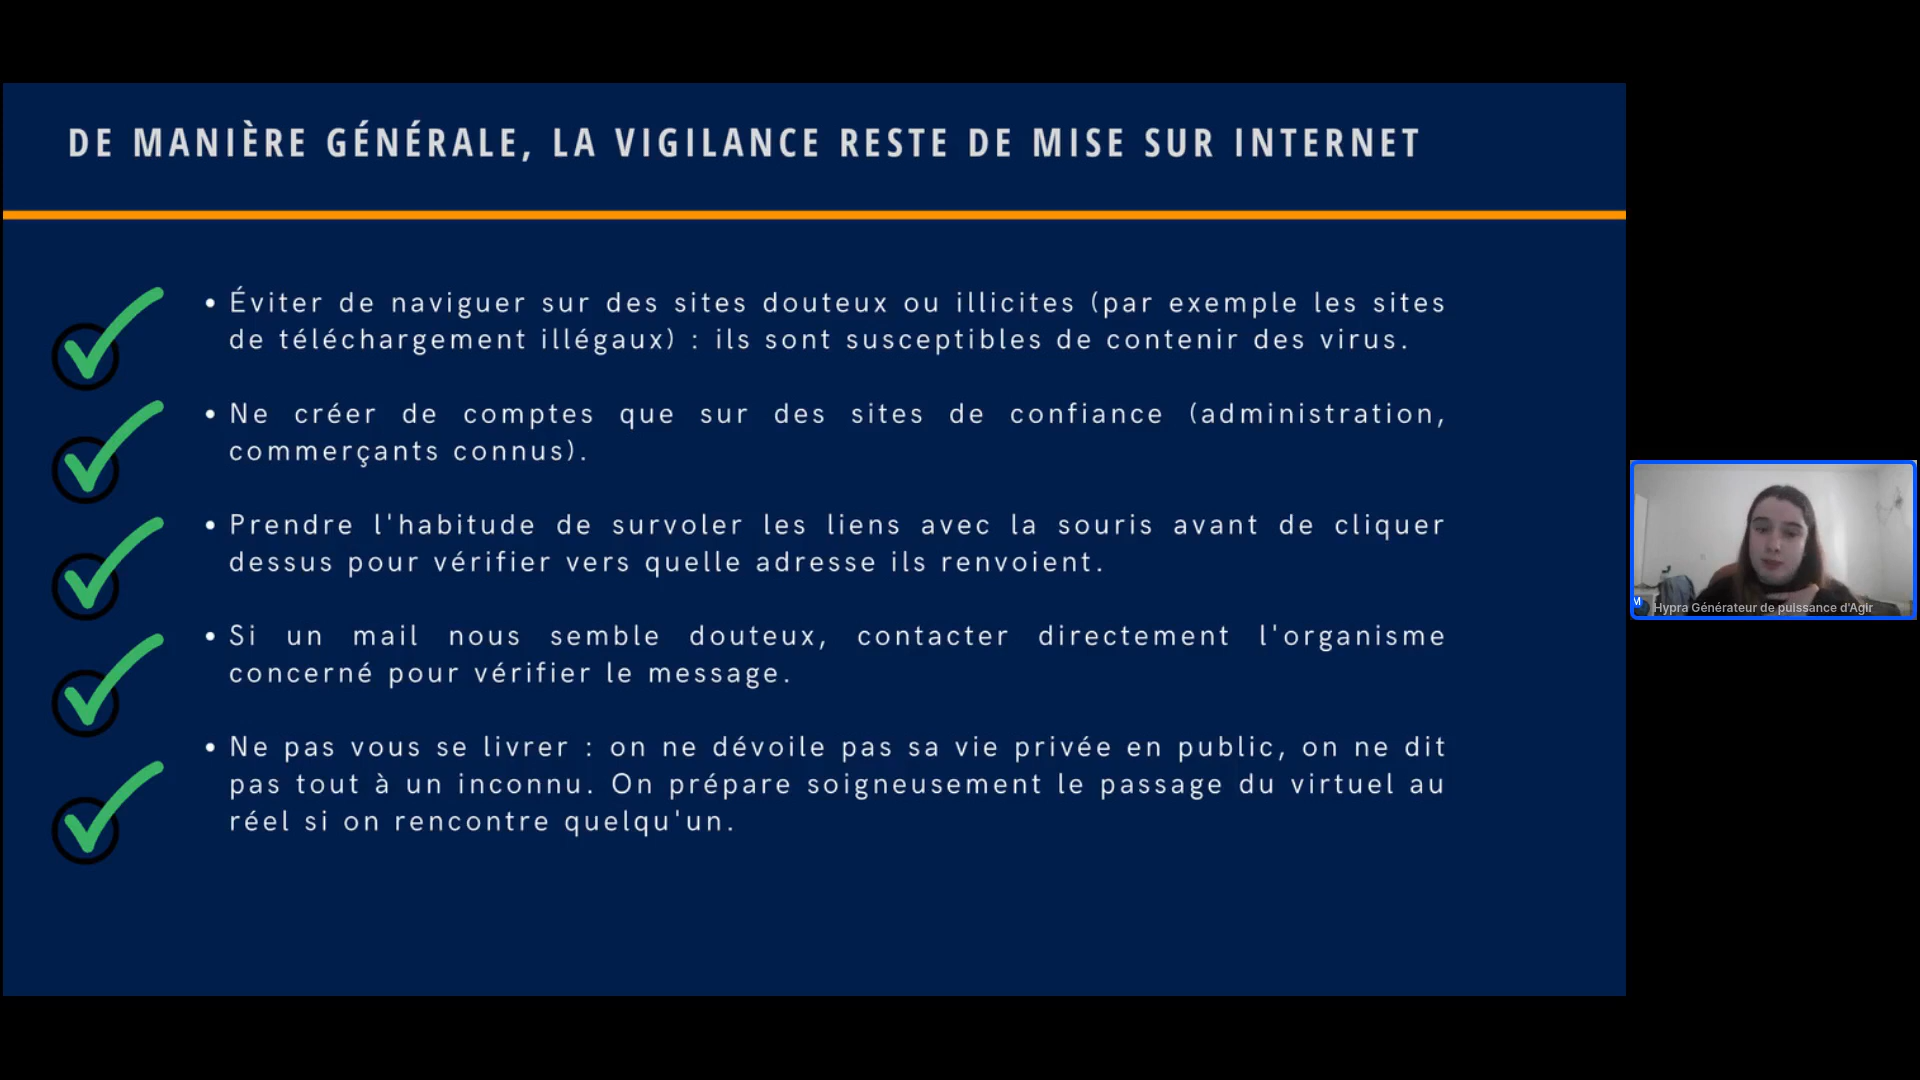 DE MANIÈRE GÉNÉRALE, LA VIGILANCE RESTE DE MISE SUR INTERNET
• Éviter de naviguer sur des sites douteux ou illicites (par exemple les sites
de téléchargement illégaux) : ils sont susceptibles de contenir des virus.
• Ne créer de comptes que sur des sites de confiance (administration,
commerçants connus).
• Prendre l'habitude de survoler les liens avec la souris avant de cliquer
dessus pour vérifier vers quelle adresse ils renvoient.
• Si un mail nous semble douteux, contacter directement l'organisme
concerné pour vérifier le message.
• Ne pas vous se livrer : on ne dévoile pas sa vie privée en public, on ne dit
pas tout à un inconnu. On prépare soigneusement le passage du virtuel au
réel si on rencontre quelqu'un.
M
Hypra Générateur de puissance d'Agir